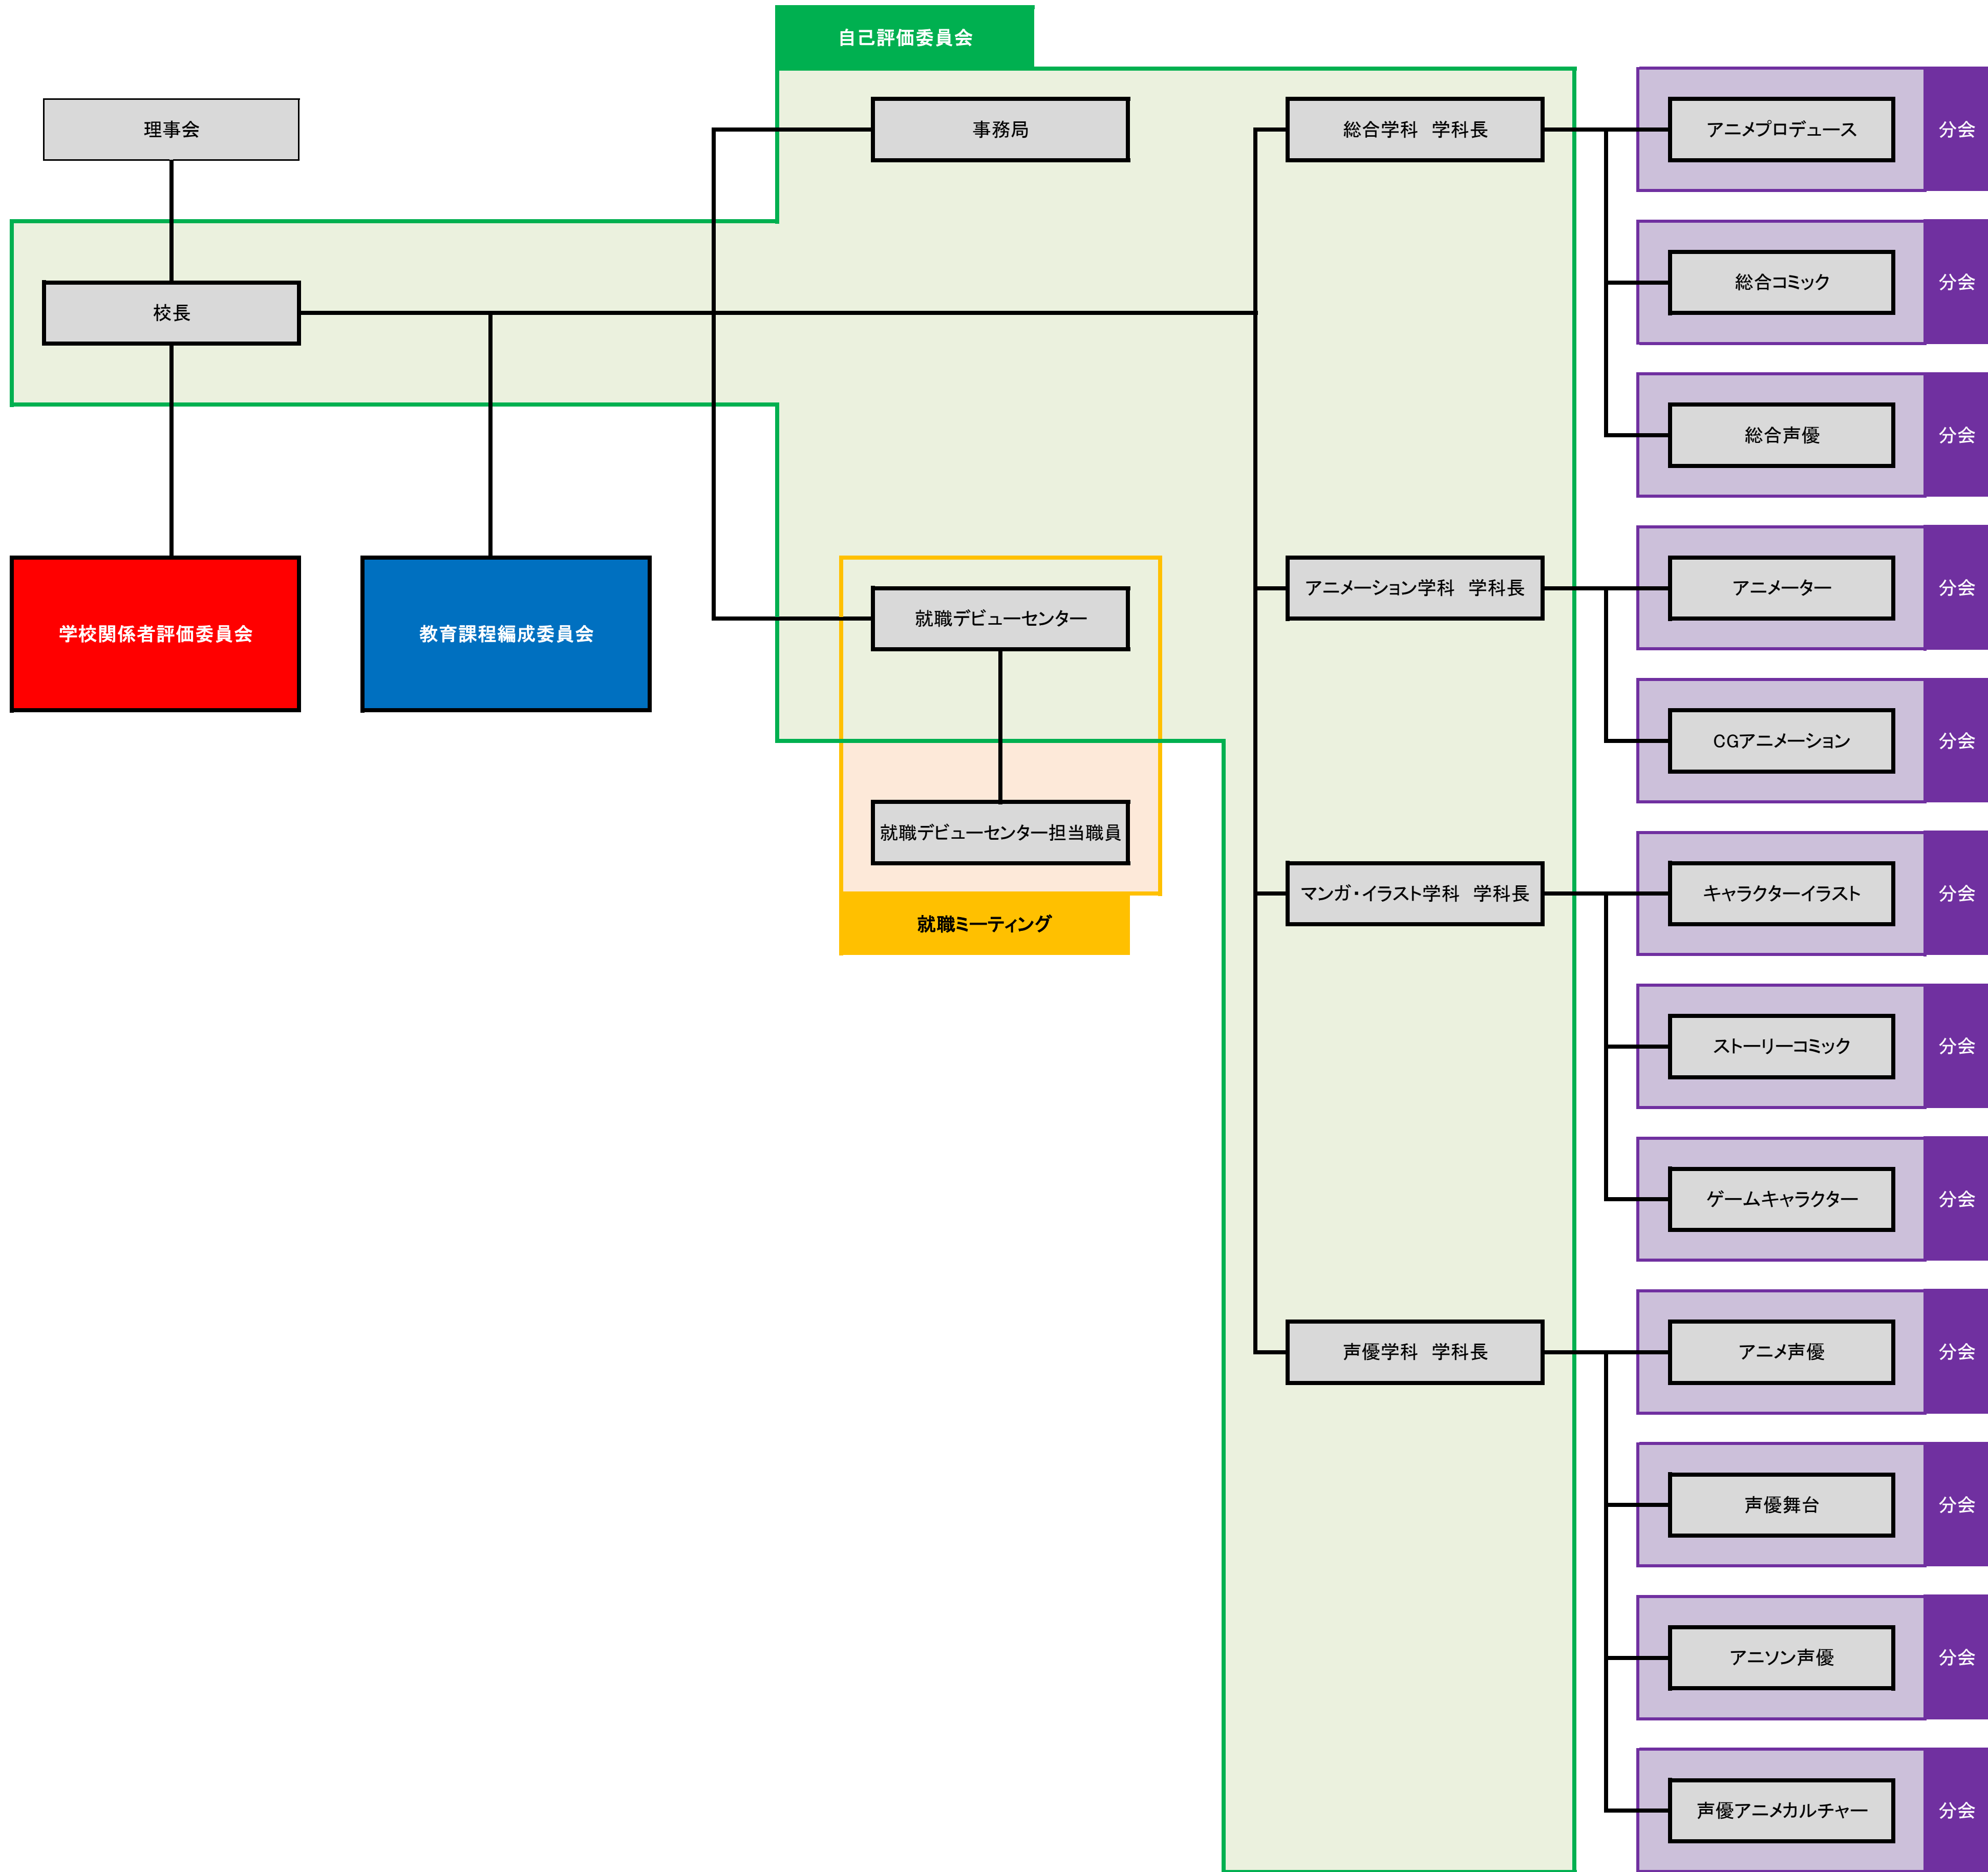 自己評価委員会
理事会
事務局
総合学科　学科長
アニメプロデュース
分会
総合コミック
分会
校長
総合声優
分会
アニメーション学科　学科長
アニメーター
分会
就職デビューセンター
学校関係者評価委員会
教育課程編成委員会
CGアニメーション
分会
就職デビューセンター担当職員
マンガ・イラスト学科　学科長
キャラクターイラスト
分会
就職ミーティング
ストーリーコミック
分会
ゲームキャラクター
分会
声優学科　学科長
アニメ声優
分会
声優舞台
分会
アニソン声優
分会
声優アニメカルチャー
分会